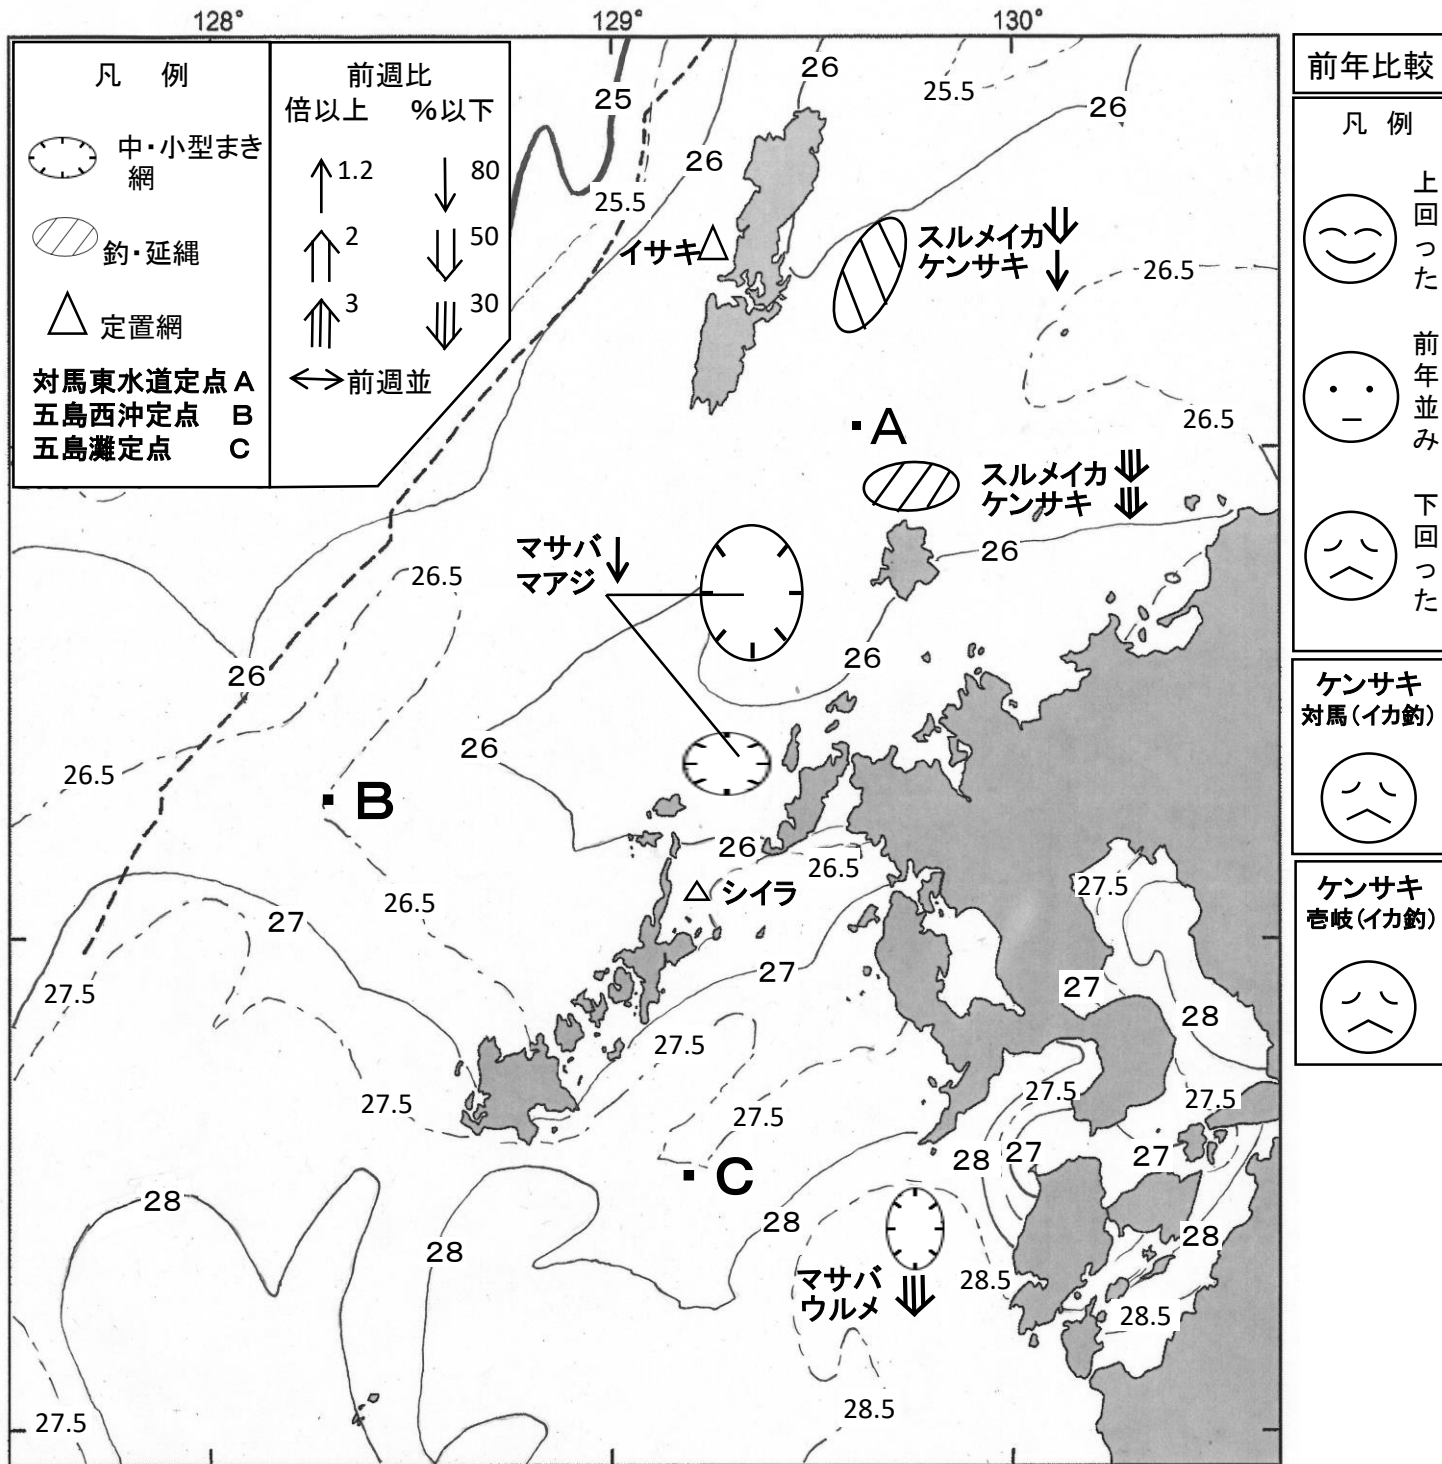 128°
129°
130°
凡 例
中・小型まき
網
釣・延縄
定置網
対馬東水道定点 A
五島西沖定点 B
五島灘定点 C
前週比
倍以上 %以下
1.2 80
2 50
3 30
前週並
25
26
25.5
26
26
25.5
イサキ
スルメイカ
ケンサキ
26.5
26.5
A
スルメイカ
ケンサキ
26
マサバ
マアジ
26.5
26
26
26
26.5
B
26
26.5
シイラ
27.5
26.5
27
27
27
27.5
28
27.5
27.5
27.5
27.5
27.5
28
27
27
C
28
28
28
28
マサバ
ウルメ
28.5
28.5
27.5
28.5
前年比較
凡 例
上回った
前年並み
下回った
ケンサキ
対馬(イカ釣)
ケンサキ
壱岐(イカ釣)